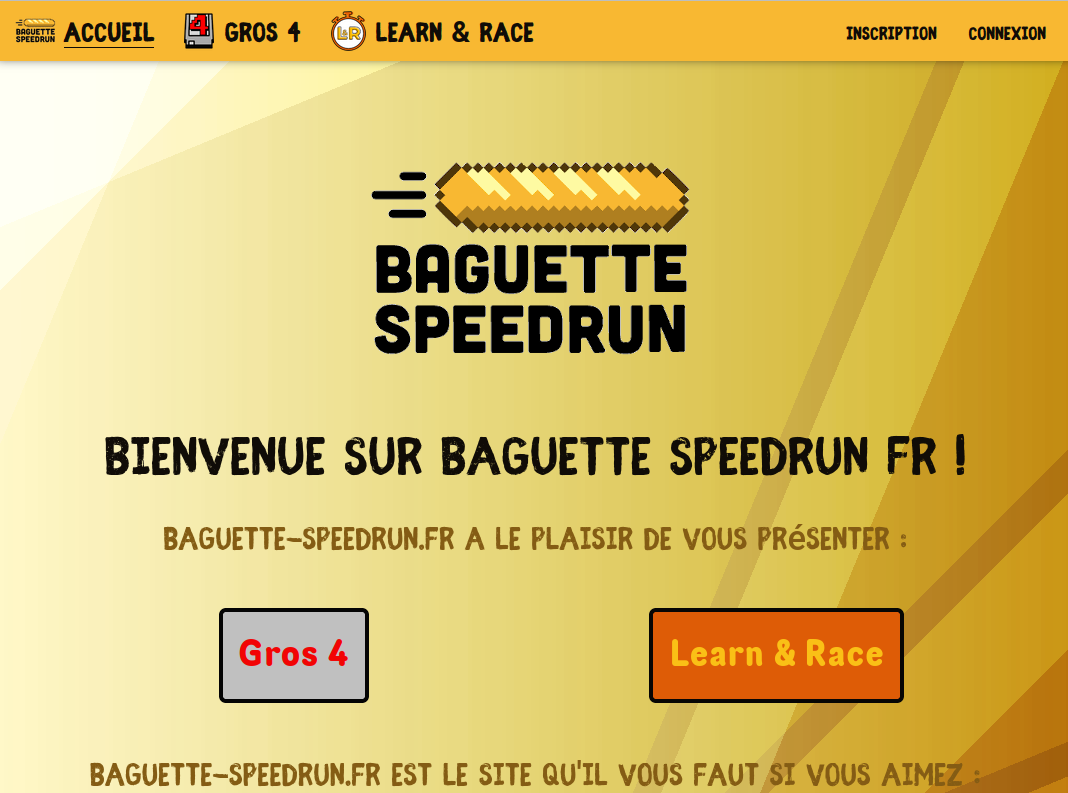 BAGUETTE
SPEEDRUN
ACCUEIL
4
GROS 4
L&R
LEARN & RACE
INSCRIPTION
CONNEXION
BAGUETTE
SPEEDRUN
BIENVENUE SUR BAGUETTE SPEEDRUN FR !
BAGUETTE-SPEEDRUN.FR A LE PLAISIR DE VOUS PRéSENTER :
Gros 4
Learn & Race
BAGUETTE-SPEEDRUN.FR EST LE SITE QU'IL VOUS FAUT SI VOUS AIMEZ :